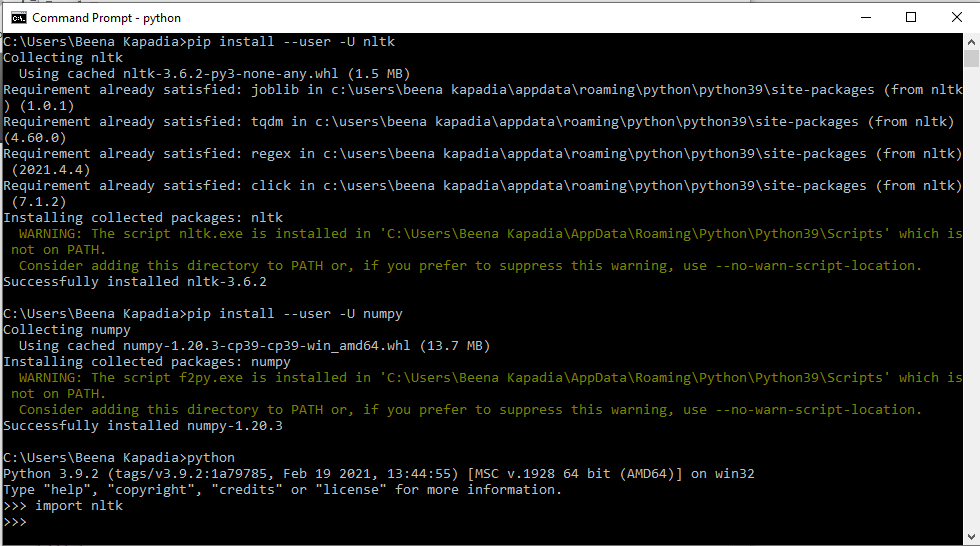 Command Prompt - python
C:\Users\Beena Kapadia>pip install --user -U nltk
Collecting nltk
  Using cached nltk-3.6.2-py3-none-any.whl (1.5 MB)
Requirement already satisfied: joblib in c:\users\beena kapadia\appdata\roaming\python\python39\site-packages (from nltk
) (1.0.1)
Requirement already satisfied: tqdm in c:\users\beena kapadia\appdata\roaming\python\python39\site-packages (from nltk)
(4.60.0)
Requirement already satisfied: regex in c:\users\beena kapadia\appdata\roaming\python\python39\site-packages (from nltk)
 (2021.4.4)
Requirement already satisfied: click in c:\users\beena kapadia\appdata\roaming\python\python39\site-packages (from nltk)
 (7.1.2)
Installing collected packages: nltk
  WARNING: The script nltk.exe is installed in 'C:\Users\Beena Kapadia\AppData\Roaming\Python\Python39\Scripts' which is
 not on PATH.
  Consider adding this directory to PATH or, if you prefer to suppress this warning, use --no-warn-script-location.
Successfully installed nltk-3.6.2
C:\Users\Beena Kapadia>pip install --user -U numpy
Collecting numpy
  Using cached numpy-1.20.3-cp39-cp39-win_amd64.whl (13.7 MB)
Installing collected packages: numpy
  WARNING: The script f2py.exe is installed in 'C:\Users\Beena Kapadia\AppData\Roaming\Python\Python39\Scripts' which is
 not on PATH.
  Consider adding this directory to PATH or, if you prefer to suppress this warning, use --no-warn-script-location.
Successfully installed numpy-1.20.3
C:\Users\Beena Kapadia>python
Python 3.9.2 (tags/v3.9.2:1a79785, Feb 19 2021, 13:44:55) [MSC v.1928 64 bit (AMD64)] on win32
Type "help", "copyright", "credits" or "license" for more information.
>>> import nltk
>>>